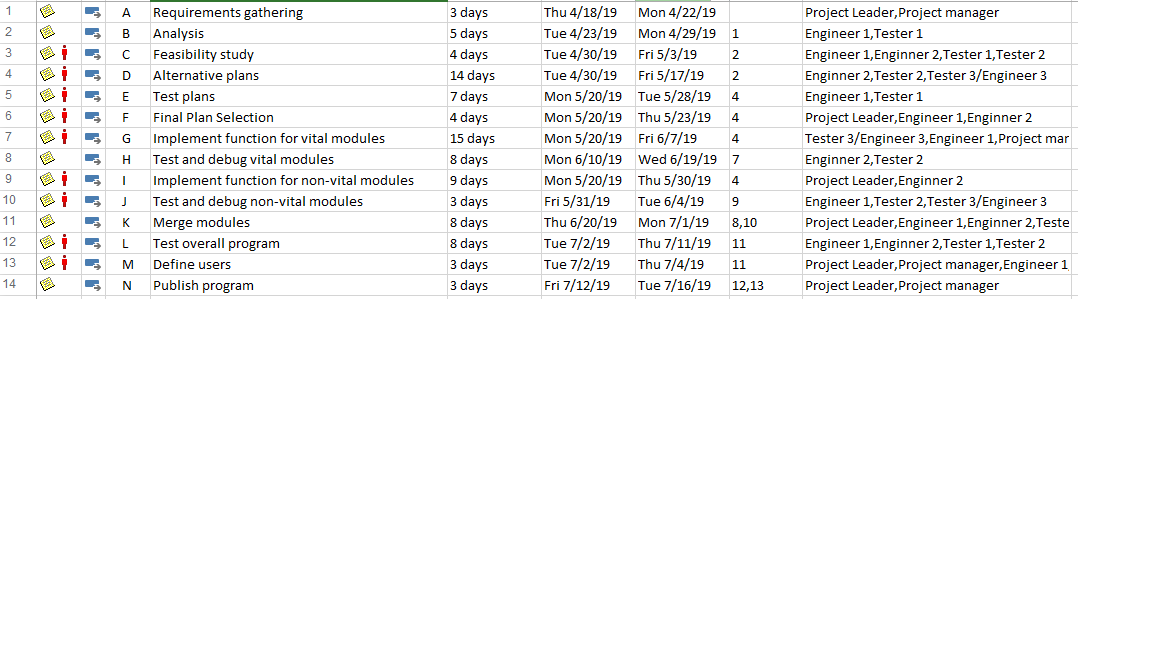 1 A Requirements gathering 3 days Thu 4/18/19 Mon 4/22/19 Project Leader,Project manager
2 B Analysis 5 days Tue 4/23/19 Mon 4/29/19 1 Engineer 1,Tester 1
3 C Feasibility study 4 days Tue 4/30/19 Fri 5/3/19 2 Engineer 1,Enginner 2,Tester 1,Tester 2
4 D Alternative plans 14 days Tue 4/30/19 Fri 5/17/19 2 Enginner 2,Tester 2,Tester 3/Engineer 3
5 E Test plans 7 days Mon 5/20/19 Tue 5/28/19 4 Engineer 1,Tester 1
6 F Final Plan Selection 4 days Mon 5/20/19 Thu 5/23/19 4 Project Leader,Engineer 1,Enginner 2
7 G Implement function for vital modules 15 days Mon 5/20/19 Fri 6/7/19 4 Tester 3/Engineer 3,Engineer 1,Project mar
8 H Test and debug vital modules 8 days Mon 6/10/19 Wed 6/19/19 7 Enginner 2,Tester 2
9 I Implement function for non-vital modules 9 days Mon 5/20/19 Thu 5/30/19 4 Project Leader,Enginner 2
10 J Test and debug non-vital modules 3 days Fri 5/31/19 Tue 6/4/19 9 Engineer 1,Tester 2,Tester 3/Engineer 3
11 K Merge modules 8 days Thu 6/20/19 Mon 7/1/19 8,10 Project Leader,Engineer 1,Enginner 2,Teste
12 L Test overall program 8 days Tue 7/2/19 Thu 7/11/19 11 Engineer 1,Enginner 2,Tester 1,Tester 2
13 M Define users 3 days Tue 7/2/19 Thu 7/4/19 11 Project Leader,Project manager,Engineer 1,
14 N Publish program 3 days Fri 7/12/19 Tue 7/16/19 12,13 Project Leader,Project manager